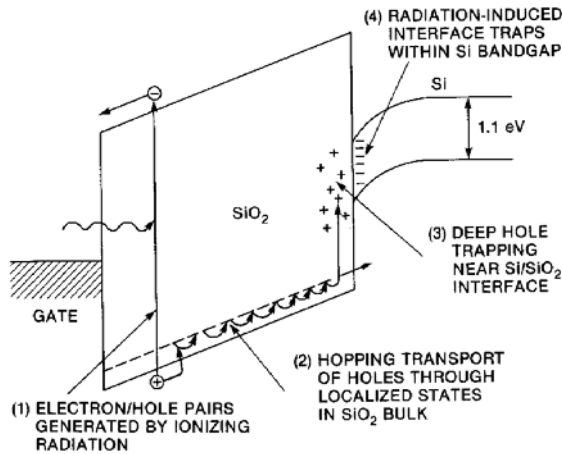 (4) RADIATION-INDUCED
INTERFACE TRAPS
WITHIN Si BANDGAP
Si
1.1 eV
SiO₂
(3) DEEP HOLE
TRAPPING
NEAR Si/SiO₂
INTERFACE
GATE
(2) HOPPING TRANSPORT
OF HOLES THROUGH
LOCALIZED STATES
IN SiO₂ BULK
(1) ELECTRON/HOLE PAIRS
GENERATED BY IONIZING
RADIATION